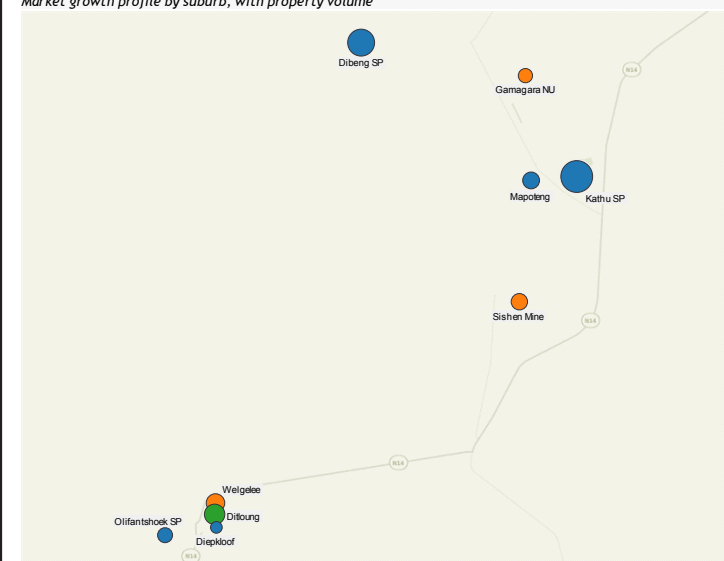 Market growth profile by suburb, with property volume
Dibeng SP
N14
Gamagara NU
Mapoteng
Kathu SP
Sishen Mine
N14
N14
Welgelee
Ditloung
Olifantshoek SP
Diepkloof
N14